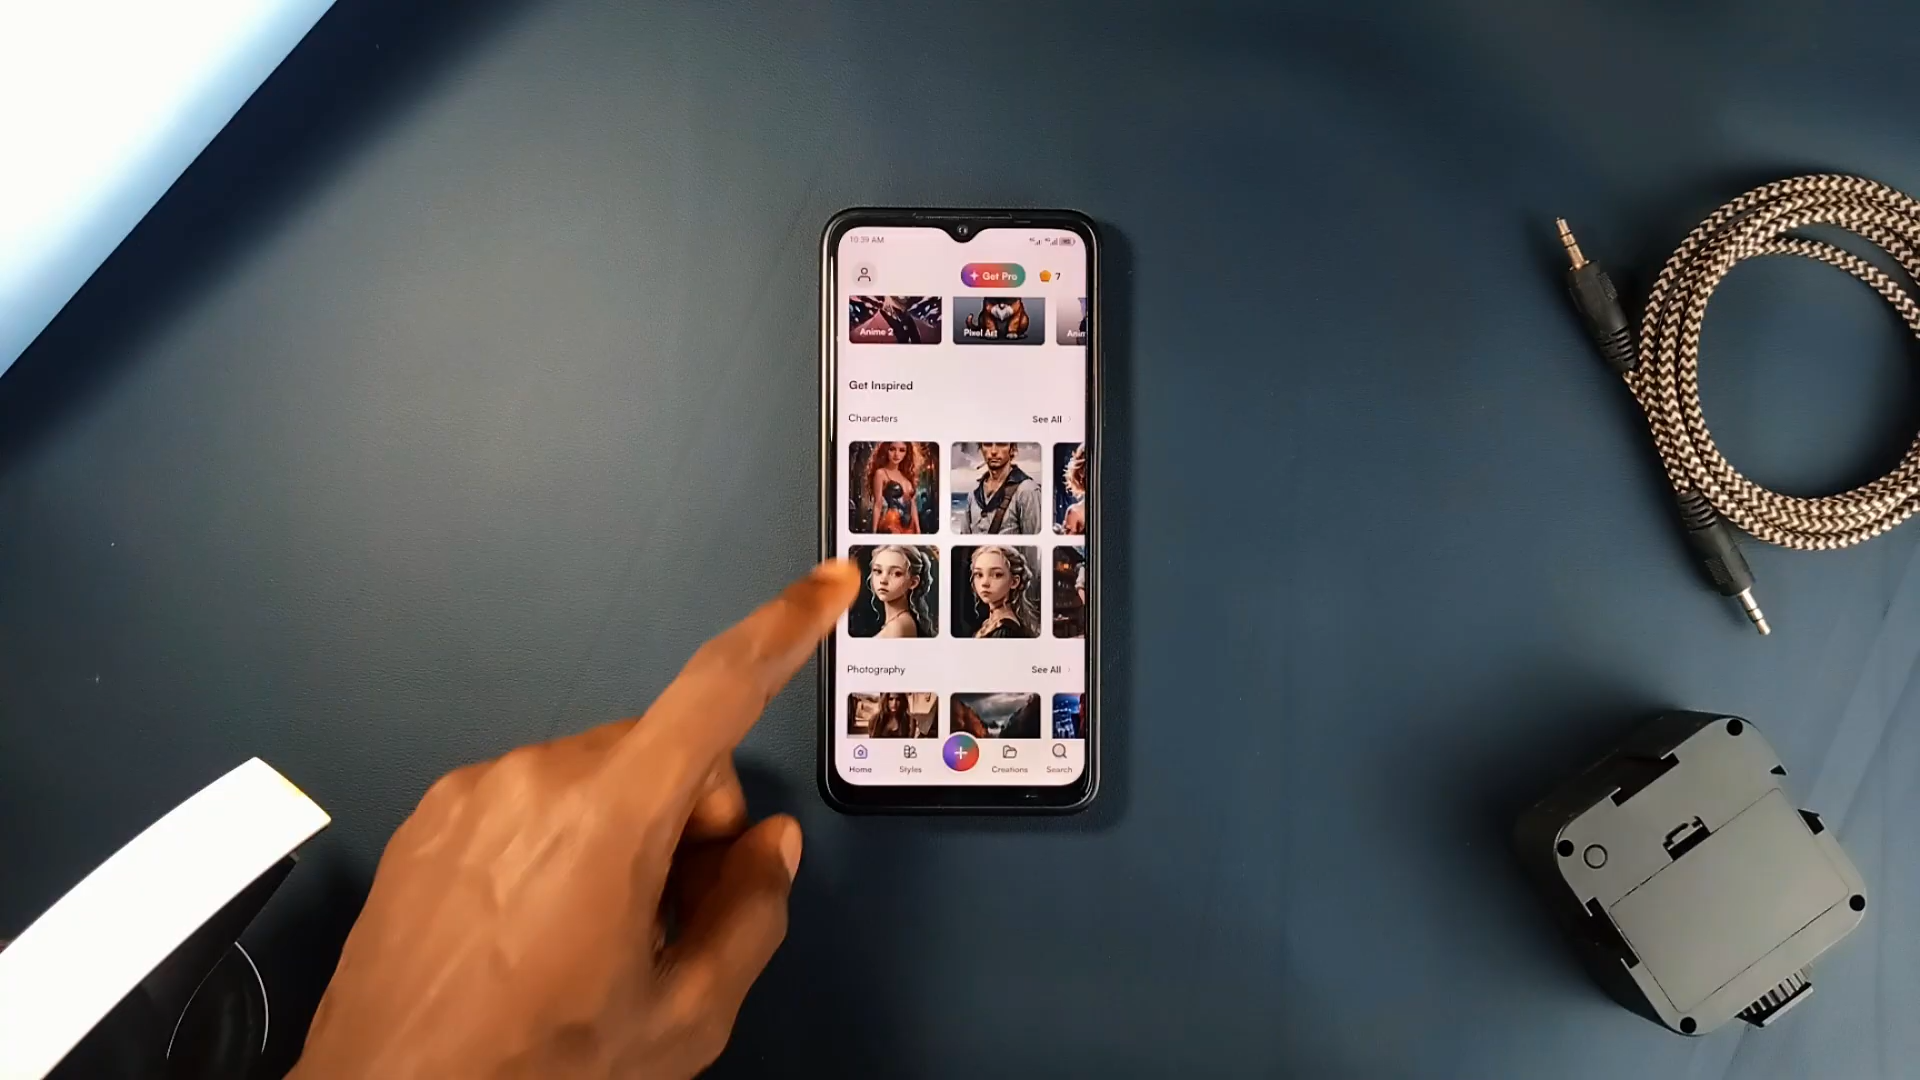 10:39 AM
Get Pro
7
Anime 2
Pixel Art
Anim
Get Inspired
Characters
See All
Photography
See All
Home
Styles
Creations
Search